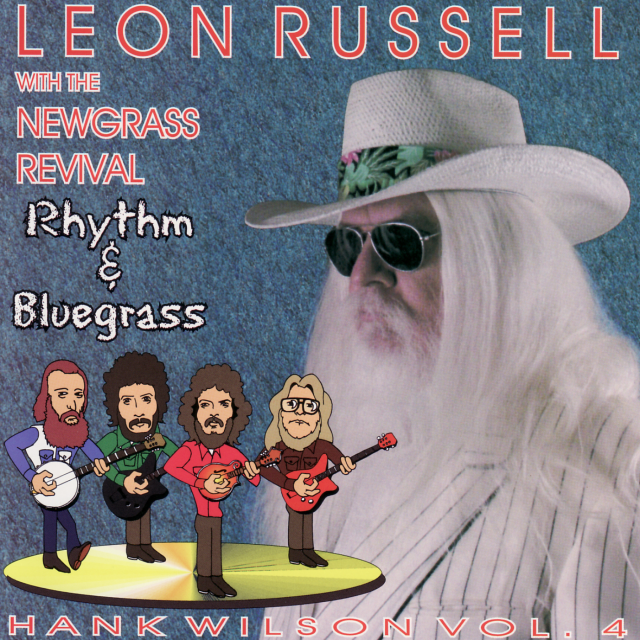 LEON RUSSELL
WITH THE
NEWGRASS
REVIVAL
Rhythm
&
Bluegrass
HANK WILSON VOL. 4